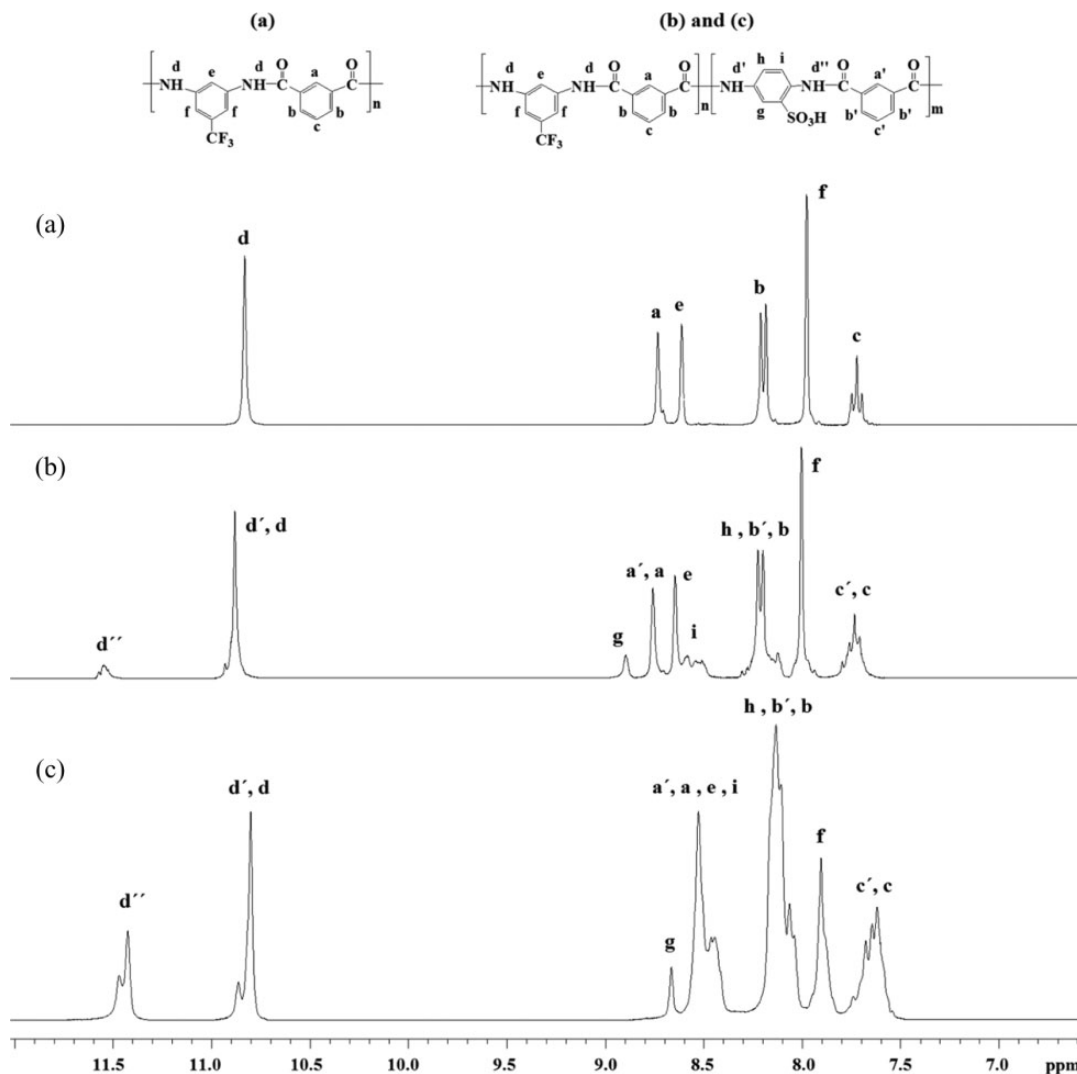 (a)
(b) and (c)
d e d O a O
NH NH C C n
f f b b
CF3 c
d e d O a O h i d'' O a' O
NH NH C C n NH d' NH C C m
f f b b g b' b'
CF3 c SO3H c'
(a)
d
a
e
b
f
c
(b)
d´´
d´, d
g
a´, a
e
i
h , b´, b
f
c´, c
(c)
d´´
d´, d
g
a´, a , e , i
h , b´, b
f
c´, c
11.5 11.0 10.5 10.0 9.5 9.0 8.5 8.0 7.5 7.0 ppm